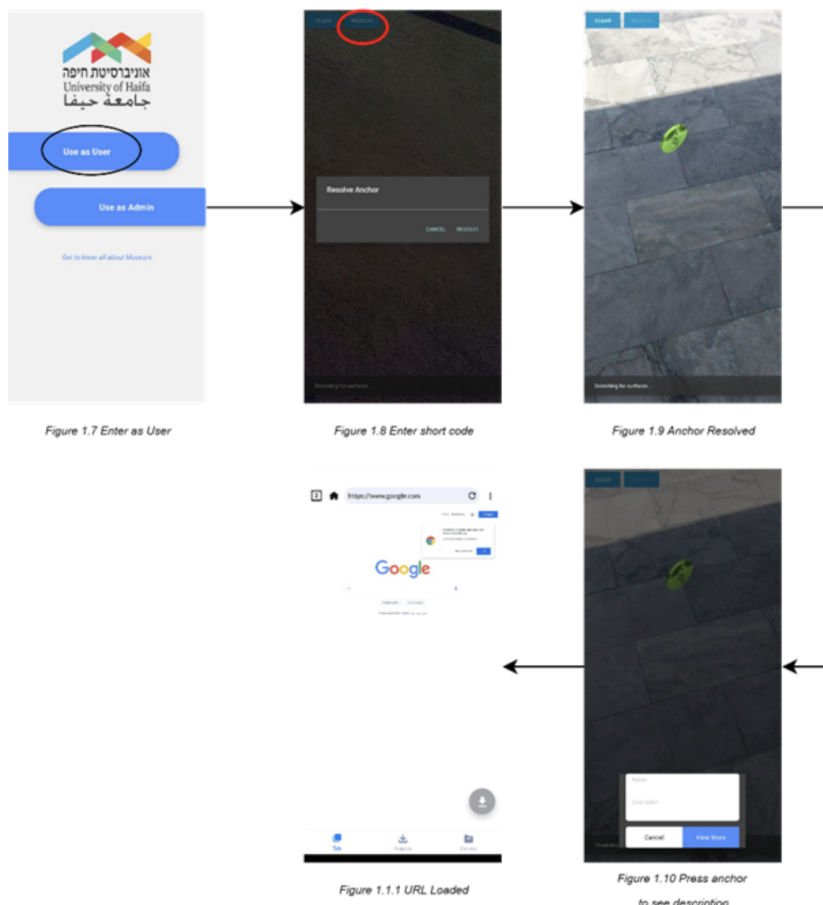 אוניברסיטת חיפה
University of Haifa
جامعة حيفا
Use as User
Use as Admin
Get to know all about Museum
Figure 1.7 Enter as User
CLEAR RESOLVE
Resolve Anchor
CANCEL RESOLVE
Searching for surfaces...
Figure 1.8 Enter short code
CLEAR RESOLVE
Searching for surfaces...
Figure 1.9 Anchor Resolved
2 https://www.google.com
Google
Tab
Progress
Figure 1.1.1 URL Loaded
CLEAR
Name
Description
Cancel View More
Figure 1.10 Press anchor
to see description